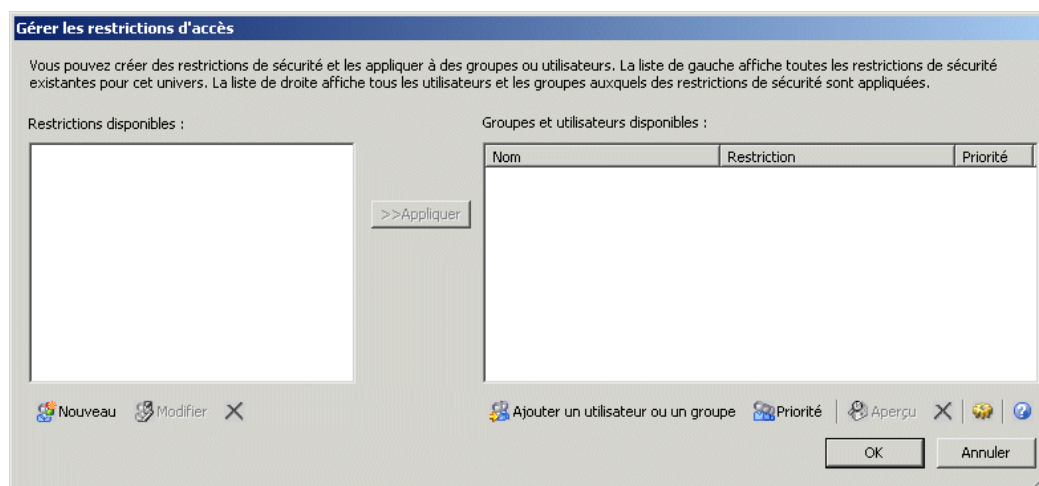 Gérer les restrictions d'accès
Vous pouvez créer des restrictions de sécurité et les appliquer à des groupes ou utilisateurs. La liste de gauche affiche toutes les restrictions de sécurité
existantes pour cet univers. La liste de droite affiche tous les utilisateurs et les groupes auxquels des restrictions de sécurité sont appliquées.
Restrictions disponibles :
Groupes et utilisateurs disponibles :
Nom Restriction Priorité
>>Appliquer
Nouveau Modifier
Ajouter un utilisateur ou un groupe Priorité Aperçu
OK Annuler